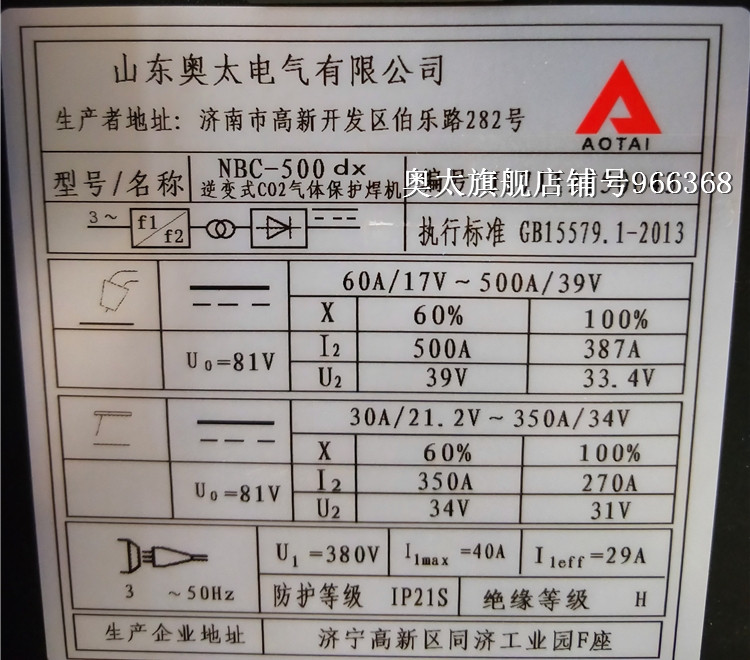 山东奥太电气有限公司
生产者地址: 济南市高新开发区伯乐路282号
AOTAI
型号/名称 NBC-500 dx
逆变式CO2气体保护焊机
奥太旗舰店铺号966368
3~ f1/f2
执行标准 GB15579.1-2013
60A/17V~500A/39V
X 60% 100%
U0=81V I2 500A 387A
U2 39V 33.4V
30A/21.2V~350A/34V
X 60% 100%
U0=81V I2 350A 270A
U2 34V 31V
U1=380V I1max=40A I1eff=29A
3 ~50Hz 防护等级 IP21S 绝缘等级 H
生产企业地址 济宁高新区同济工业园F座